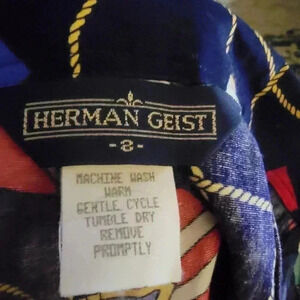 HERMAN GEIST
-8-
MACHINE WASH
WARM
GENTLE CYCLE
TUMBLE DRY
REMOVE
PROMPTLY